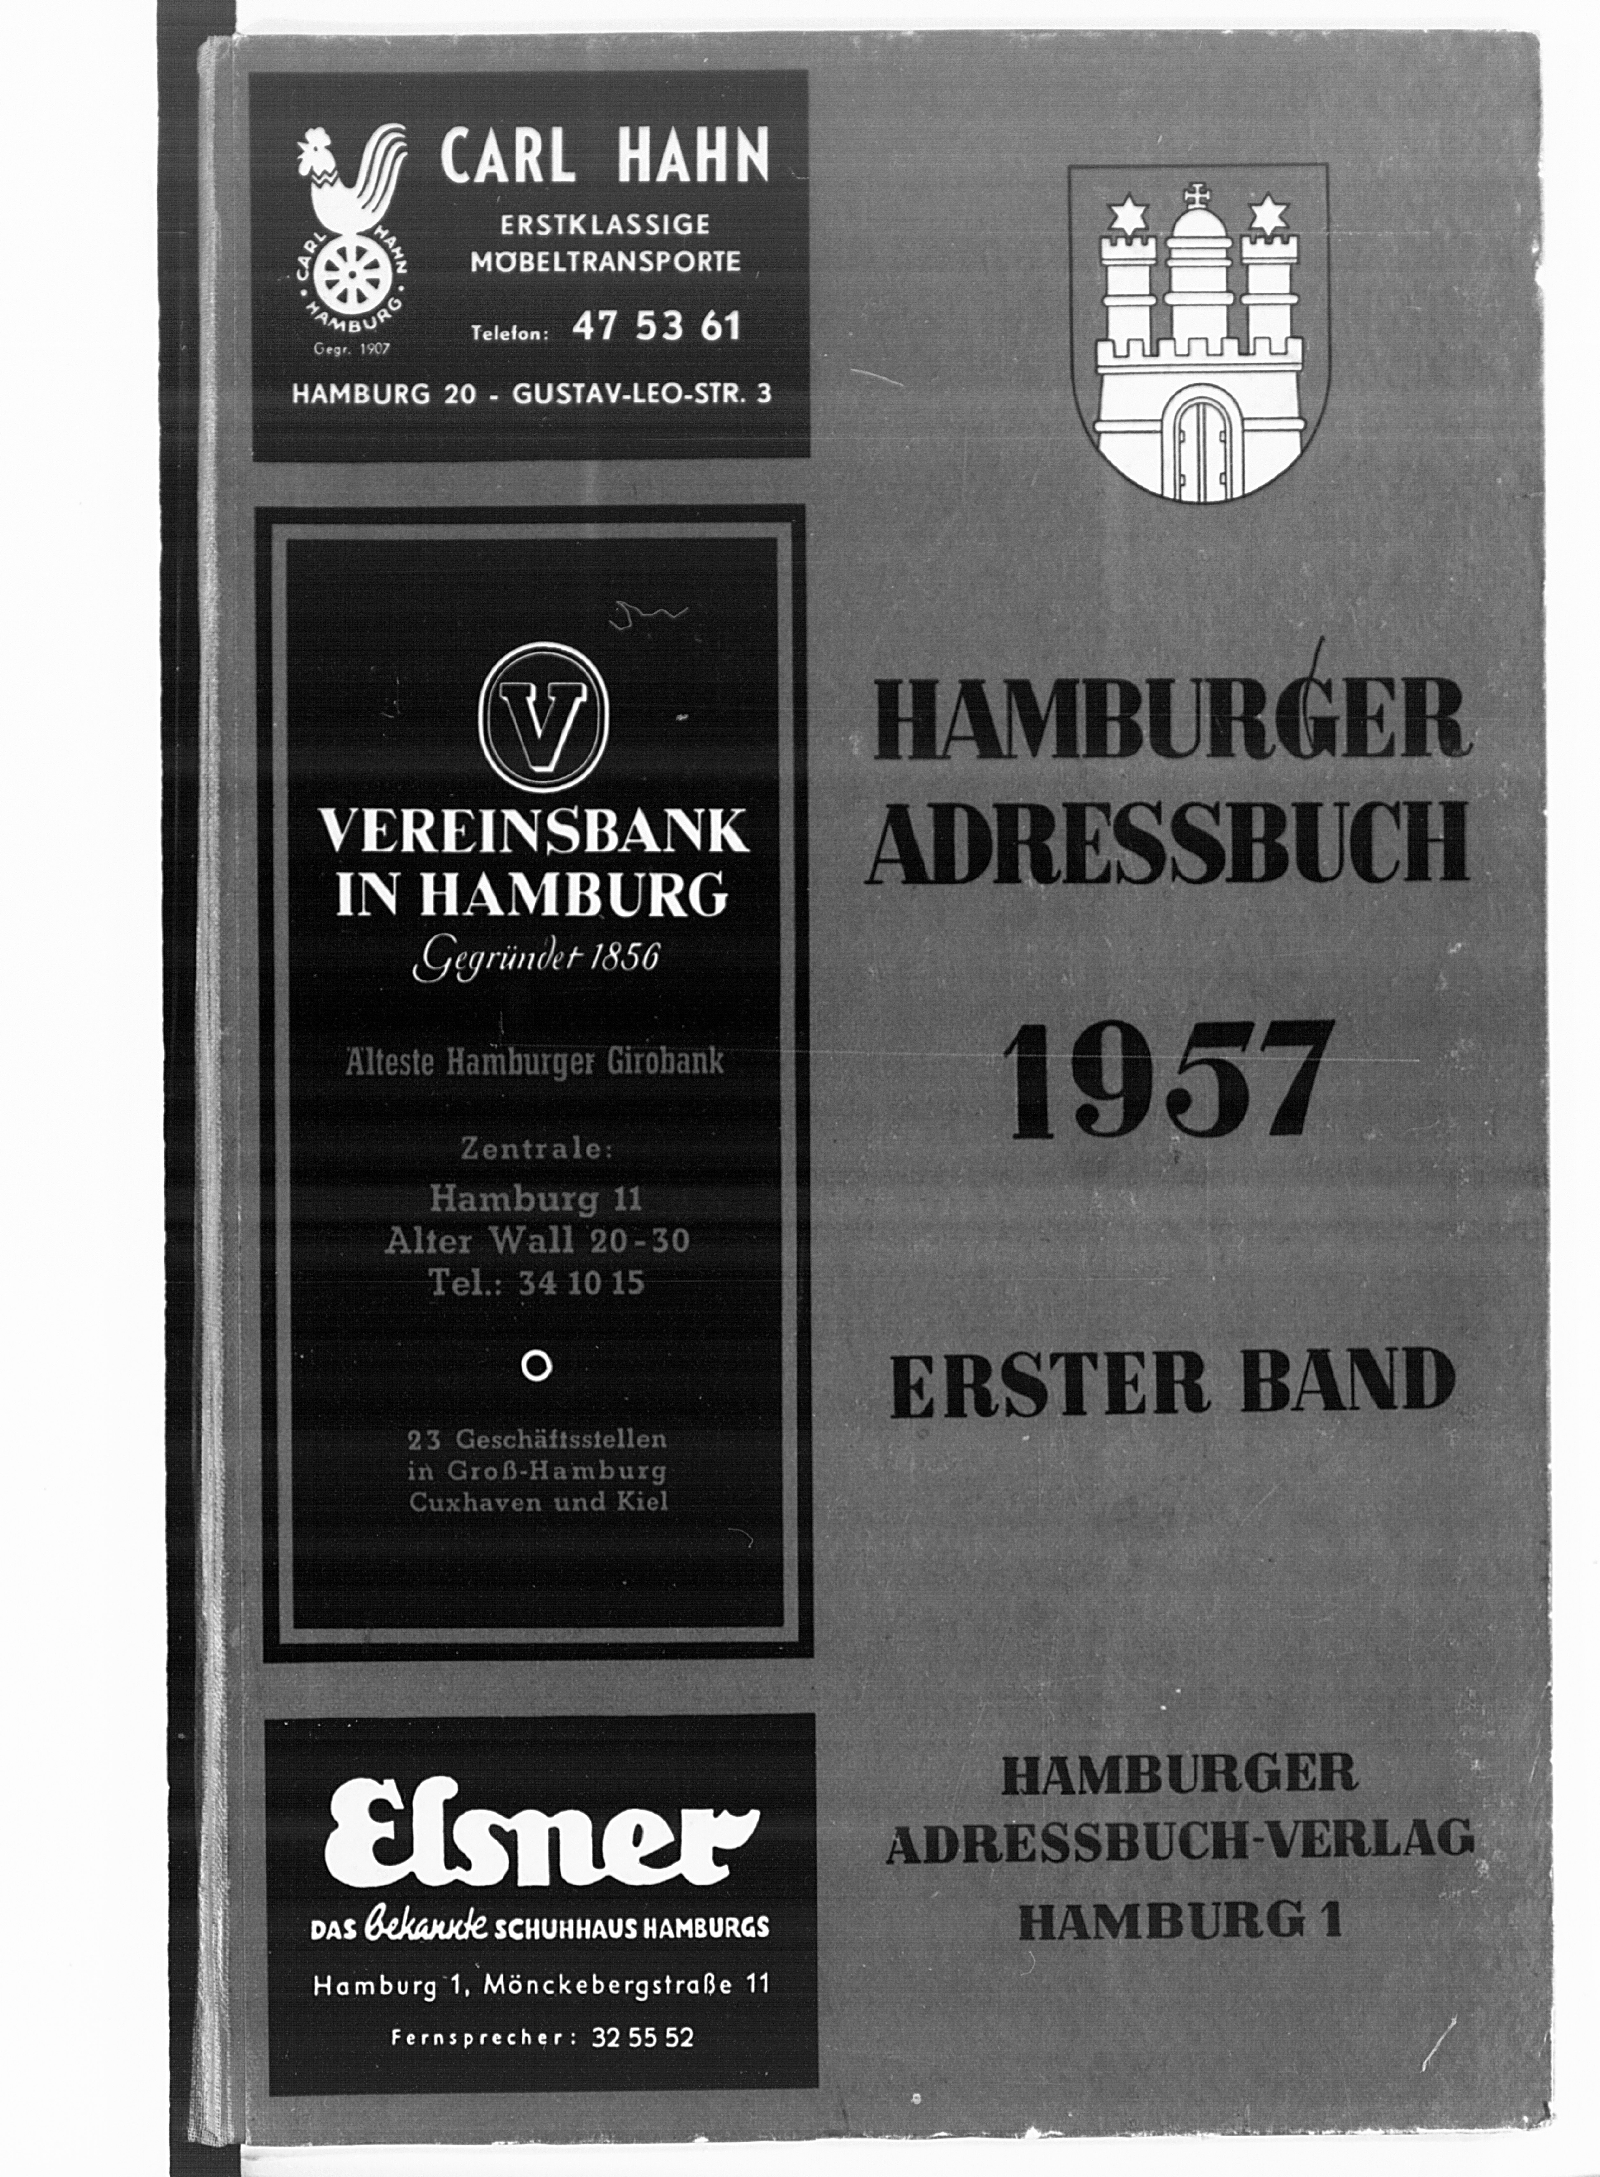 CARL HAHN
ERSTKLASSIGE
MÖBELTRANSPORTE
Telefon: 47 53 61
CARL HAHN
HAMBURG
Gegr. 1907
HAMBURG 20 - GUSTAV-LEO-STR. 3
V
VEREINSBANK
IN HAMBURG
Gegründet 1856
Älteste Hamburger Girobank
Zentrale:
Hamburg 11
Alter Wall 20-30
Tel.: 34 10 15
23 Geschäftsstellen
in Groß-Hamburg
Cuxhaven und Kiel
Elsner
DAS Bekannte SCHUHHAUS HAMBURGS
Hamburg 1, Mönckebergstraße 11
Fernsprecher: 32 55 52
HAMBURGER
ADRESSBUCH
1957
ERSTER BAND
HAMBURGER
ADRESSBUCH-VERLAG
HAMBURG 1